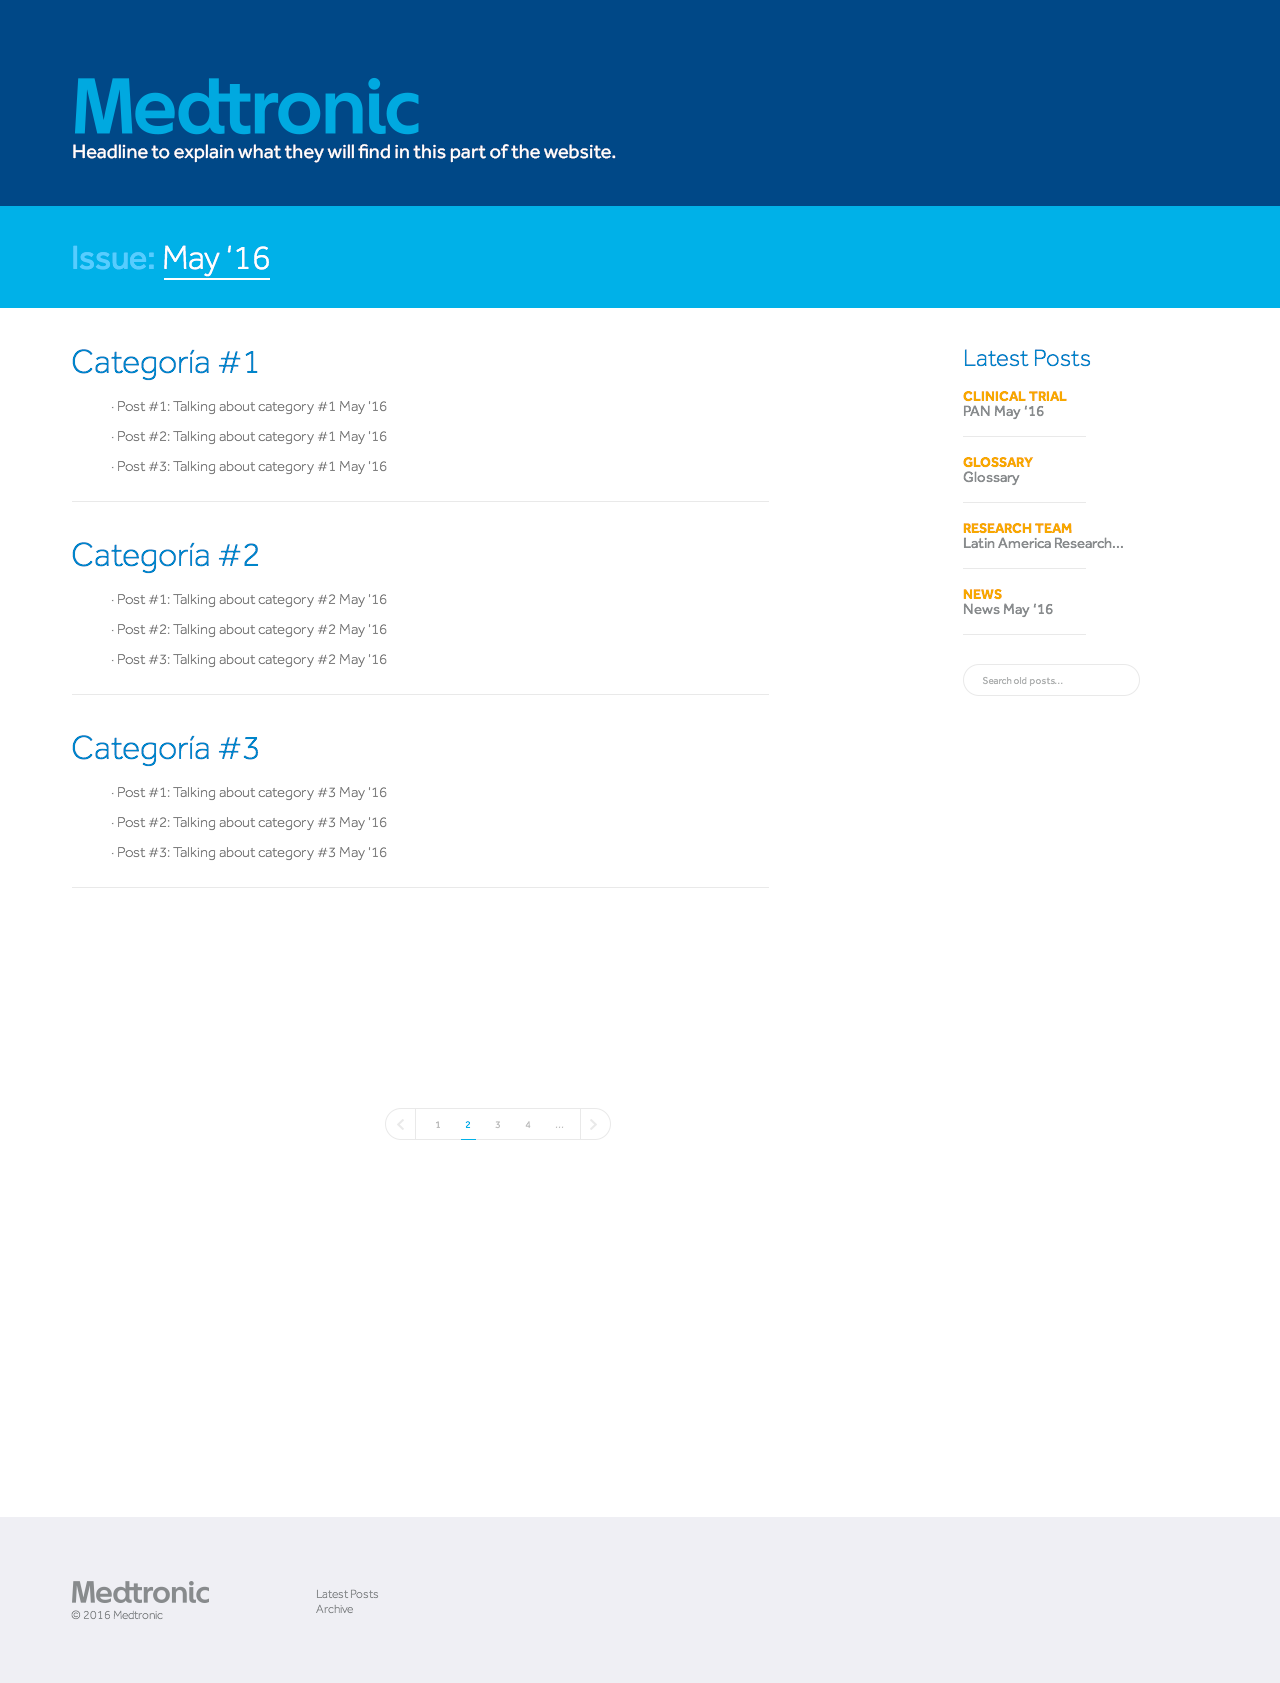 Medtronic
Headline to explain what they will find in this part of the website.
Issue: May '16
Categoría #1
· Post #1: Talking about category #1 May '16
· Post #2: Talking about category #1 May '16
· Post #3: Talking about category #1 May '16
Categoría #2
· Post #1: Talking about category #2 May '16
· Post #2: Talking about category #2 May '16
· Post #3: Talking about category #2 May '16
Categoría #3
· Post #1: Talking about category #3 May '16
· Post #2: Talking about category #3 May '16
· Post #3: Talking about category #3 May '16
Latest Posts
CLINICAL TRIAL
PAN May '16
GLOSSARY
Glossary
RESEARCH TEAM
Latin America Research...
NEWS
News May '16
Search old posts...
1 2 3 4 ...
Medtronic
© 2016 Medtronic
Latest Posts
Archive